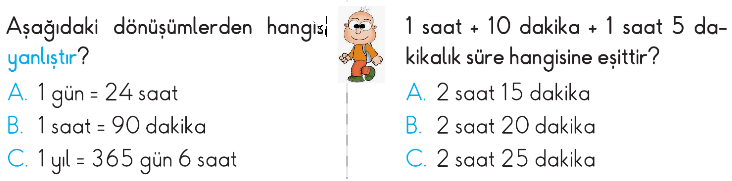 Aşağıdaki dönüşümlerden hangisi
yanlıştır?
A. 1 gün = 24 saat
B. 1 saat = 90 dakika
C. 1 yıl = 365 gün 6 saat
1 saat + 10 dakika + 1 saat 5 da-
kikalık süre hangisine eşittir?
A. 2 saat 15 dakika
B. 2 saat 20 dakika
C. 2 saat 25 dakika